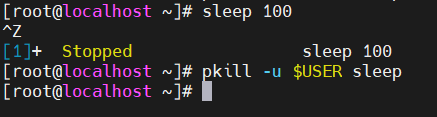 [root@localhost ~]# sleep 100
^Z
[1]+  Stopped                 sleep 100
[root@localhost ~]# pkill -u $USER sleep
[root@localhost ~]#